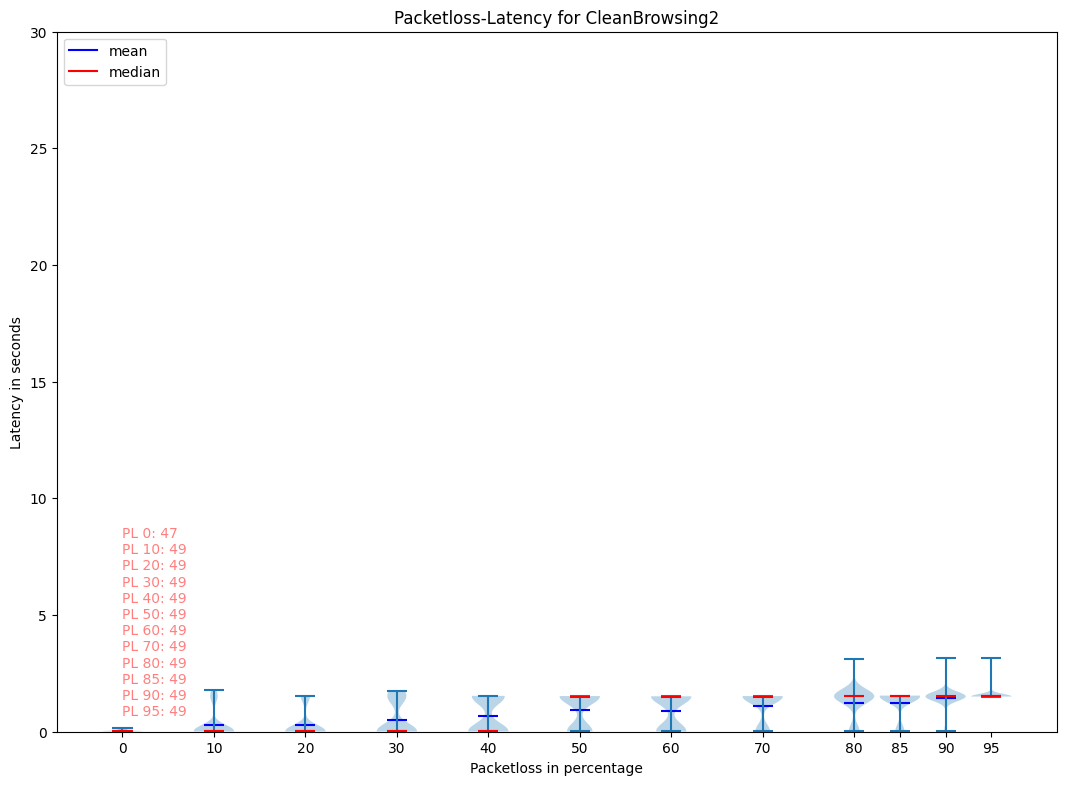 Packetloss-Latency for CleanBrowsing2
mean
median
30
25
20
15
10
5
0
Latency in seconds
PL 0: 47
PL 10: 49
PL 20: 49
PL 30: 49
PL 40: 49
PL 50: 49
PL 60: 49
PL 70: 49
PL 80: 49
PL 85: 49
PL 90: 49
PL 95: 49
0 10 20 30 40 50 60 70 80 85 90 95
Packetloss in percentage